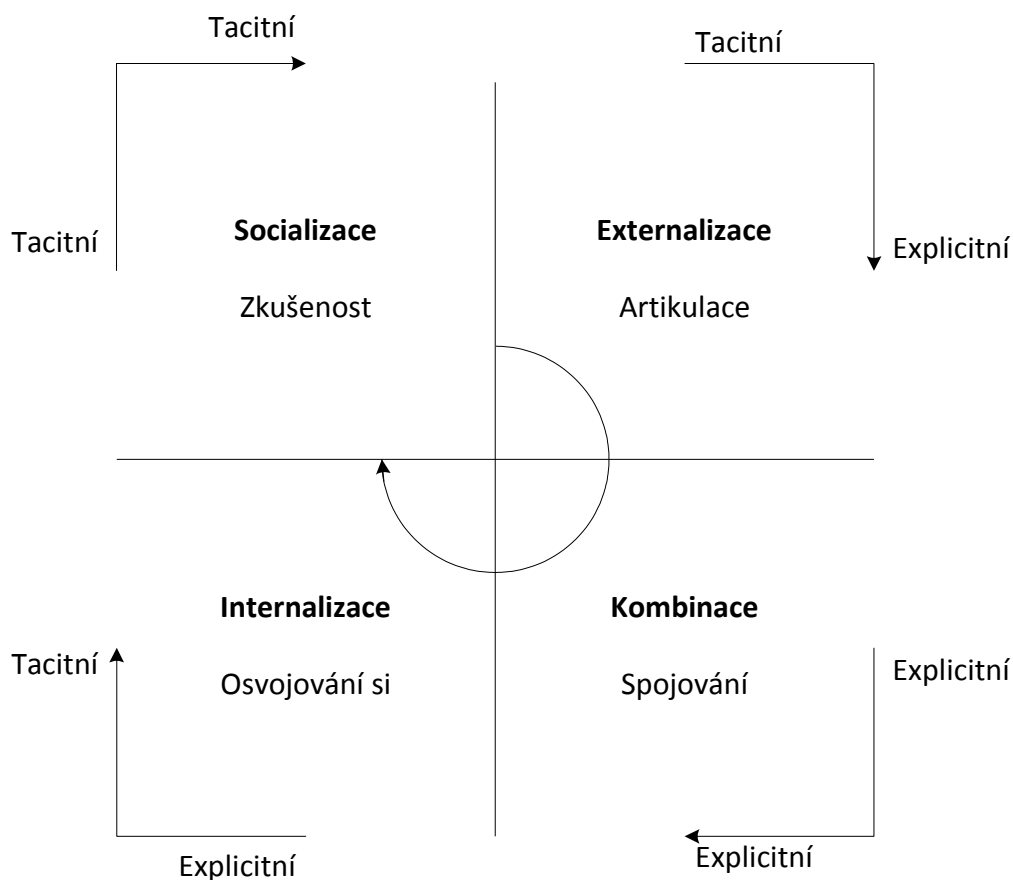 Tacitní
Tacitní
Tacitní
Socializace
Externalizace
Explicitní
Zkušenost
Artikulace
Internalizace
Kombinace
Tacitní
Osvojování si
Spojování
Explicitní
Explicitní
Explicitní